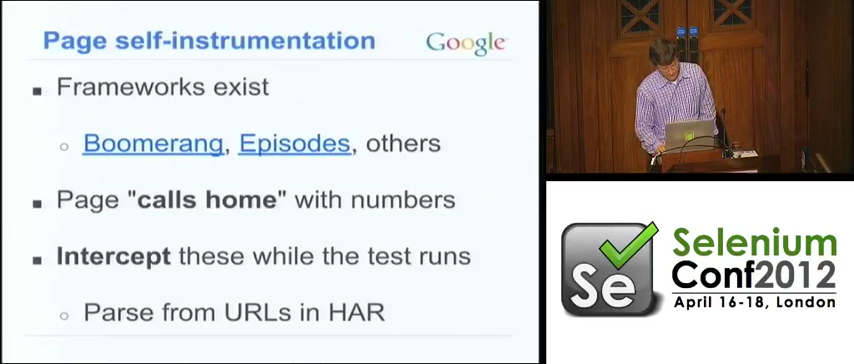 Page self-instrumentation
Google
Frameworks exist
Boomerang, Episodes, others
Page "calls home" with numbers
Intercept these while the test runs
Parse from URLs in HAR
Se
Selenium
Conf2012
April 16-18, London